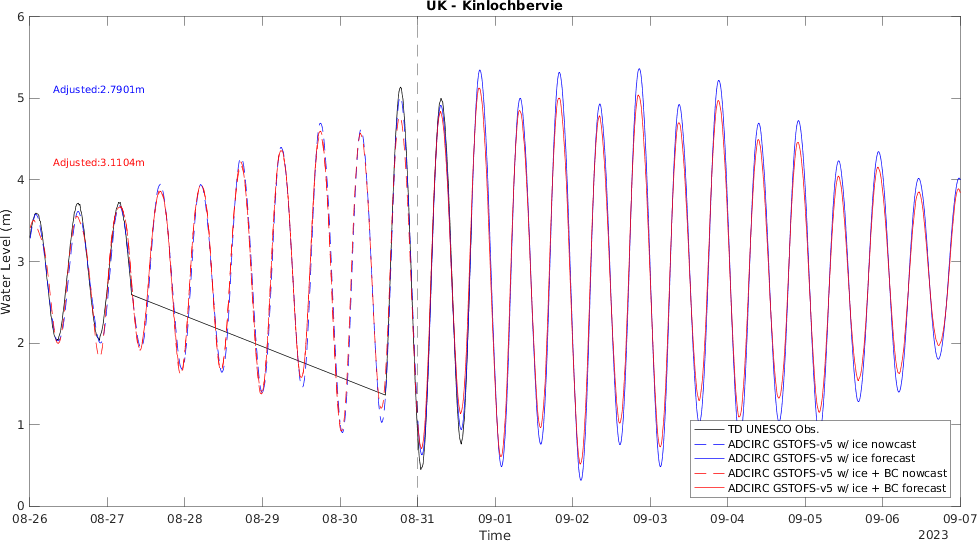 UK - Kinlochbervie
6
5
4
3
2
1
0
Water Level (m)
Adjusted:2.7901m
Adjusted:3.1104m
TD UNESCO Obs.
ADCIRC GSTOFS-v5 w/ ice nowcast
ADCIRC GSTOFS-v5 w/ ice forecast
ADCIRC GSTOFS-v5 w/ ice + BC nowcast
ADCIRC GSTOFS-v5 w/ ice + BC forecast
08-26 08-27 08-28 08-29 08-30 08-31 09-01 09-02 09-03 09-04 09-05 09-06 09-07
Time
2023